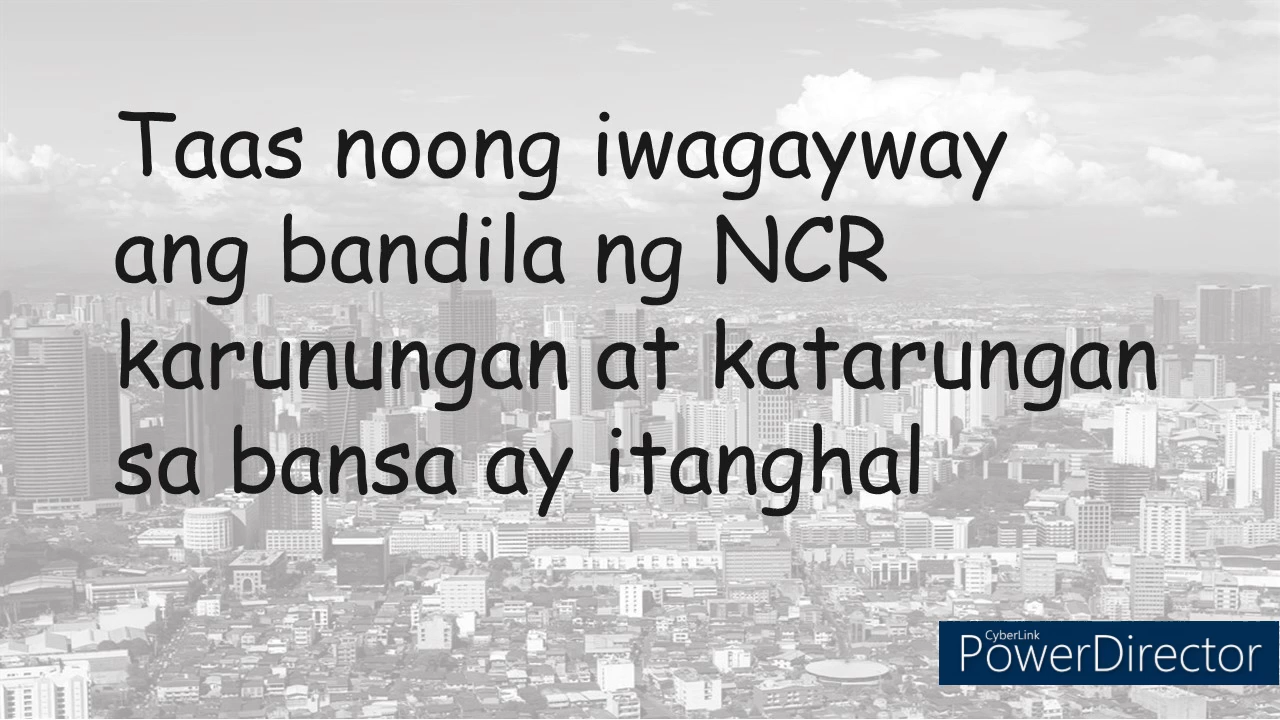 Taas noong iwagayway
ang bandila ng NCR
karunungan at katarungan
sa bansa ay itanghal
CyberLink
PowerDirector